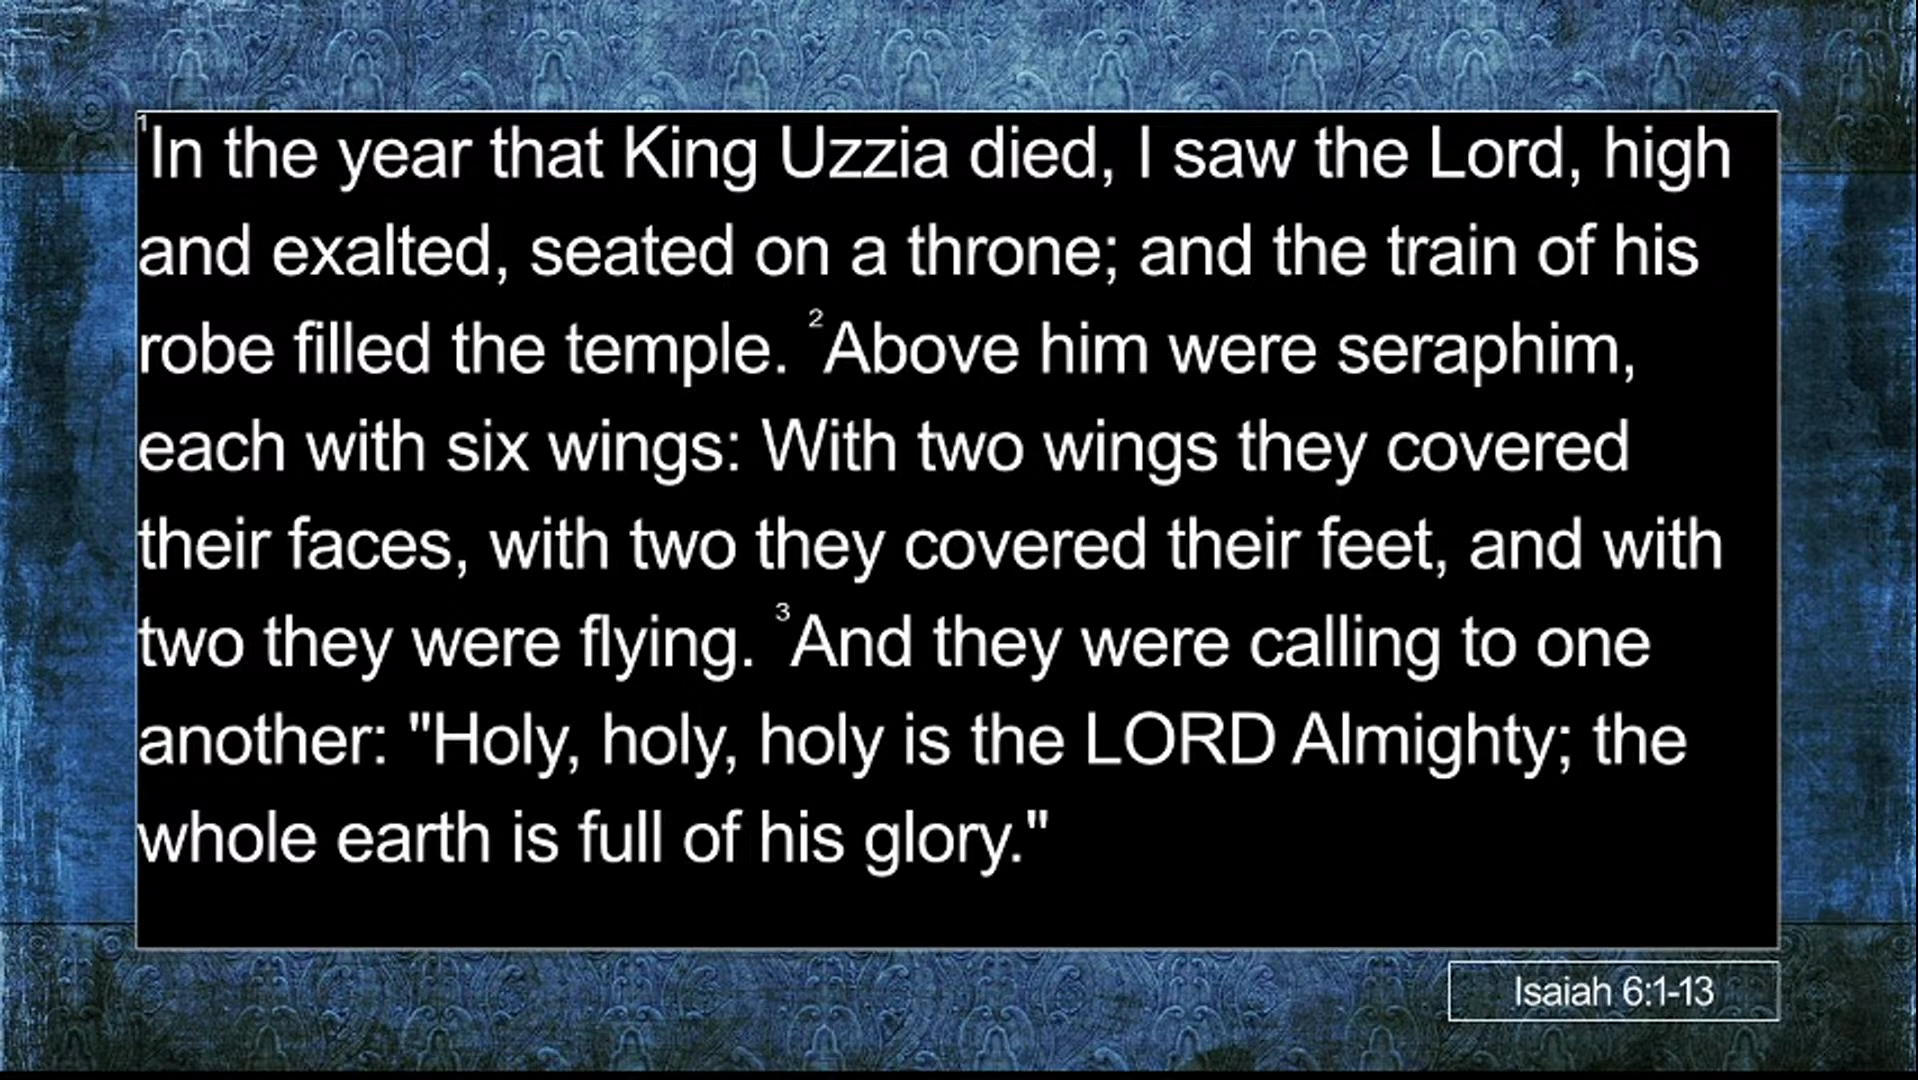 ¹In the year that King Uzzia died, I saw the Lord, high
and exalted, seated on a throne; and the train of his
robe filled the temple. ²Above him were seraphim,
each with six wings: With two wings they covered
their faces, with two they covered their feet, and with
two they were flying. ³And they were calling to one
another: "Holy, holy, holy is the LORD Almighty; the
whole earth is full of his glory."
Isaiah 6:1-13